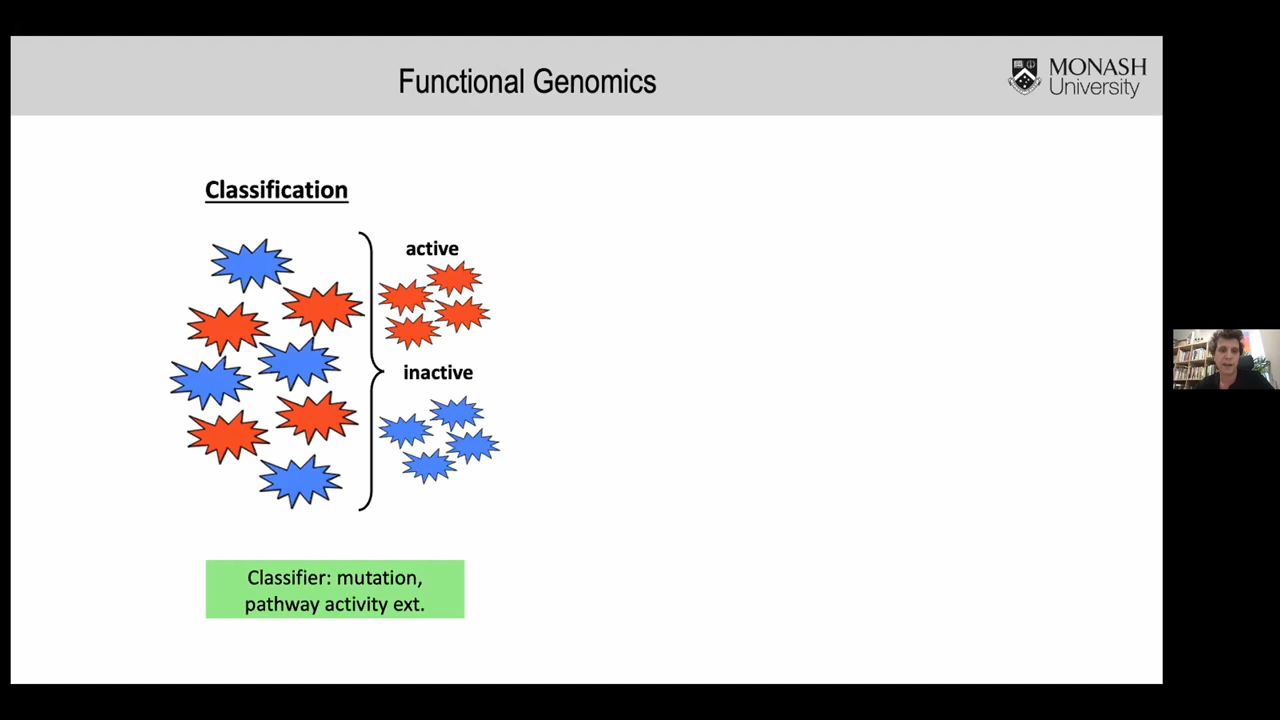 Functional Genomics
MONASH
University
Classification
active
inactive
Classifier: mutation,
pathway activity ext.